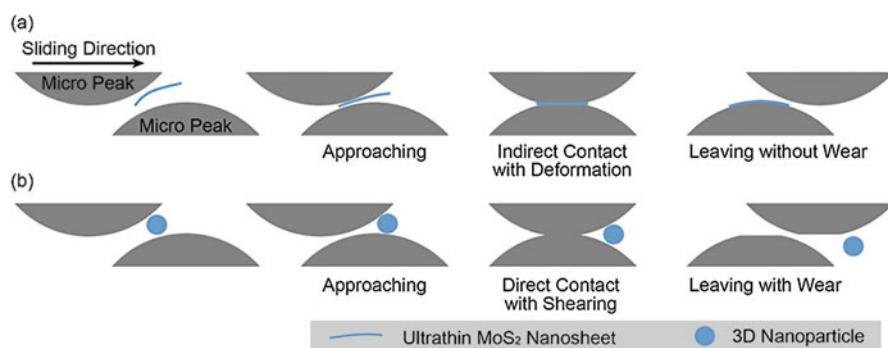 (a)
Sliding Direction
Micro Peak
Micro Peak
Approaching
Indirect Contact
with Deformation
Leaving without Wear
(b)
Approaching
Direct Contact
with Shearing
Leaving with Wear
Ultrathin MoS₂ Nanosheet
3D Nanoparticle